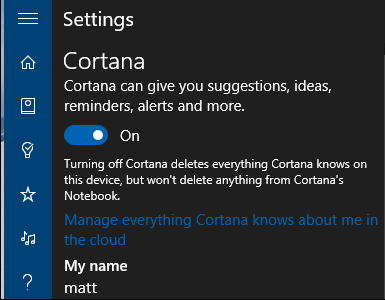 Settings
Cortana
Cortana can give you suggestions, ideas,
reminders, alerts and more.
On
Turning off Cortana deletes everything Cortana knows on
this device, but won't delete anything from Cortana's
Notebook.
Manage everything Cortana knows about me in
the cloud
My name
matt
?